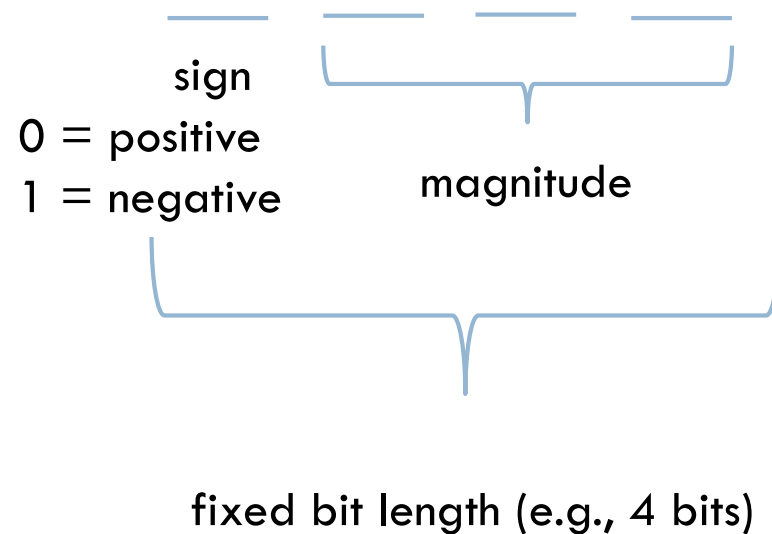 sign
0 = positive
1 = negative
magnitude
fixed bit length (e.g., 4 bits)